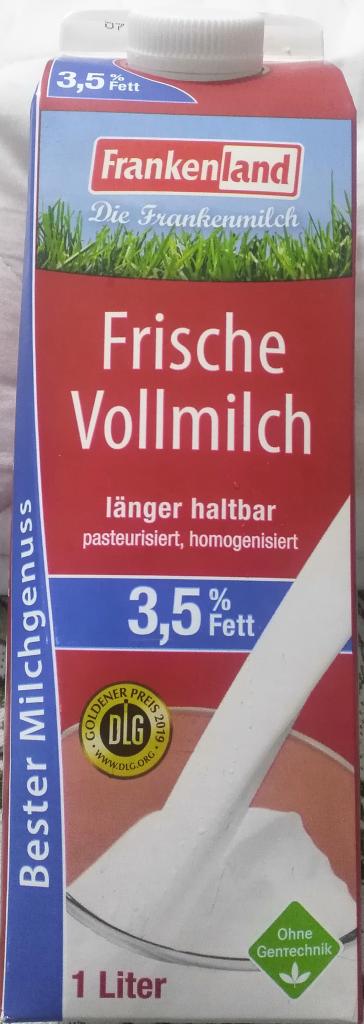 07
3,5 % Fett
Frankenland
Die Frankenmilch
Frische
Vollmilch
länger haltbar
pasteurisiert, homogenisiert
3,5 % Fett
Bester Milchgenuss
GOLDENER PREIS 2019
DLG
WWW.DLG.ORG
Ohne
GenTechnik
1 Liter